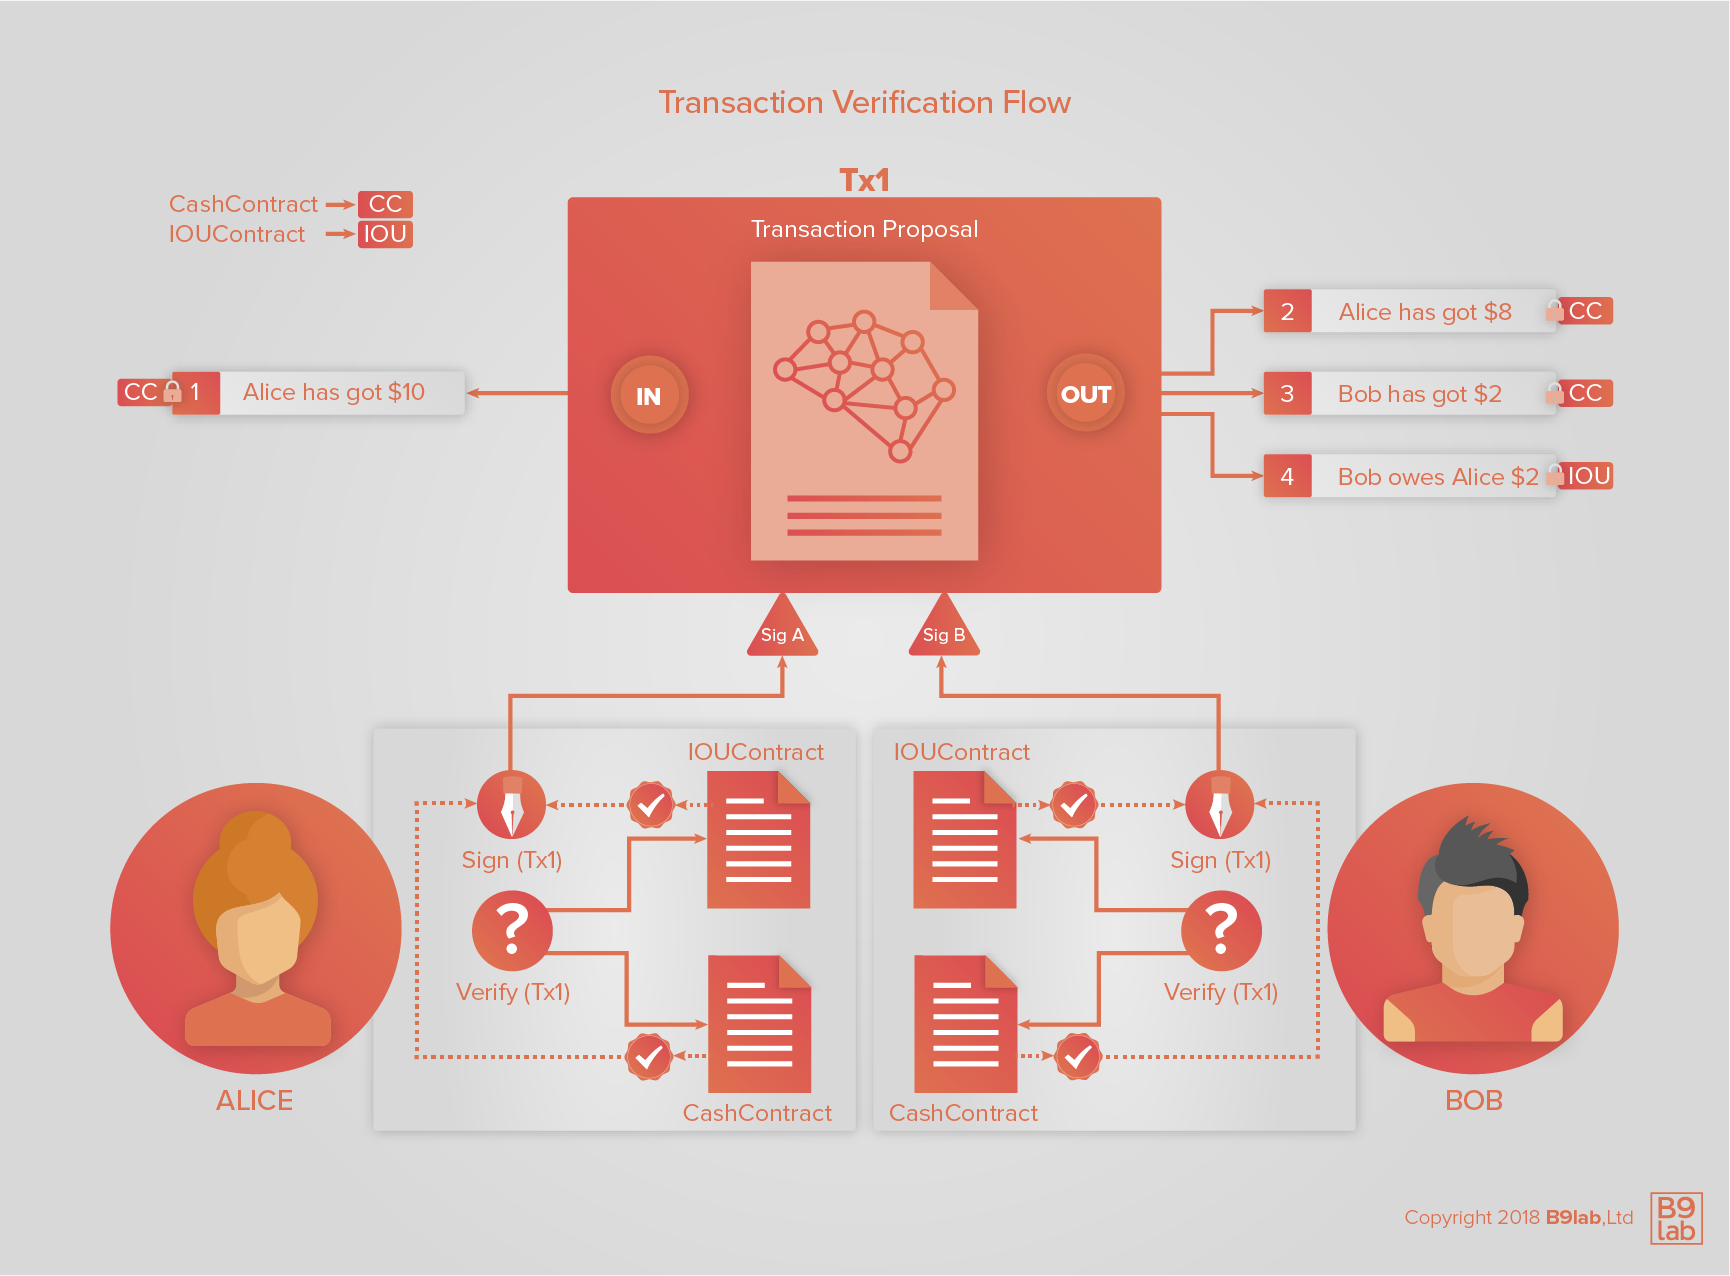 Transaction Verification Flow
Tx1
CashContract CC
IOUContract IOU
Transaction Proposal
CC 1 Alice has got $10
IN
OUT
2 Alice has got $8 CC
3 Bob has got $2 CC
4 Bob owes Alice $2 IOU
Sig A
Sig B
IOUContract
Sign (Tx1)
Verify (Tx1)
CashContract
ALICE
IOUContract
Sign (Tx1)
Verify (Tx1)
CashContract
BOB
Copyright 2018 B9lab,Ltd
B9
lab